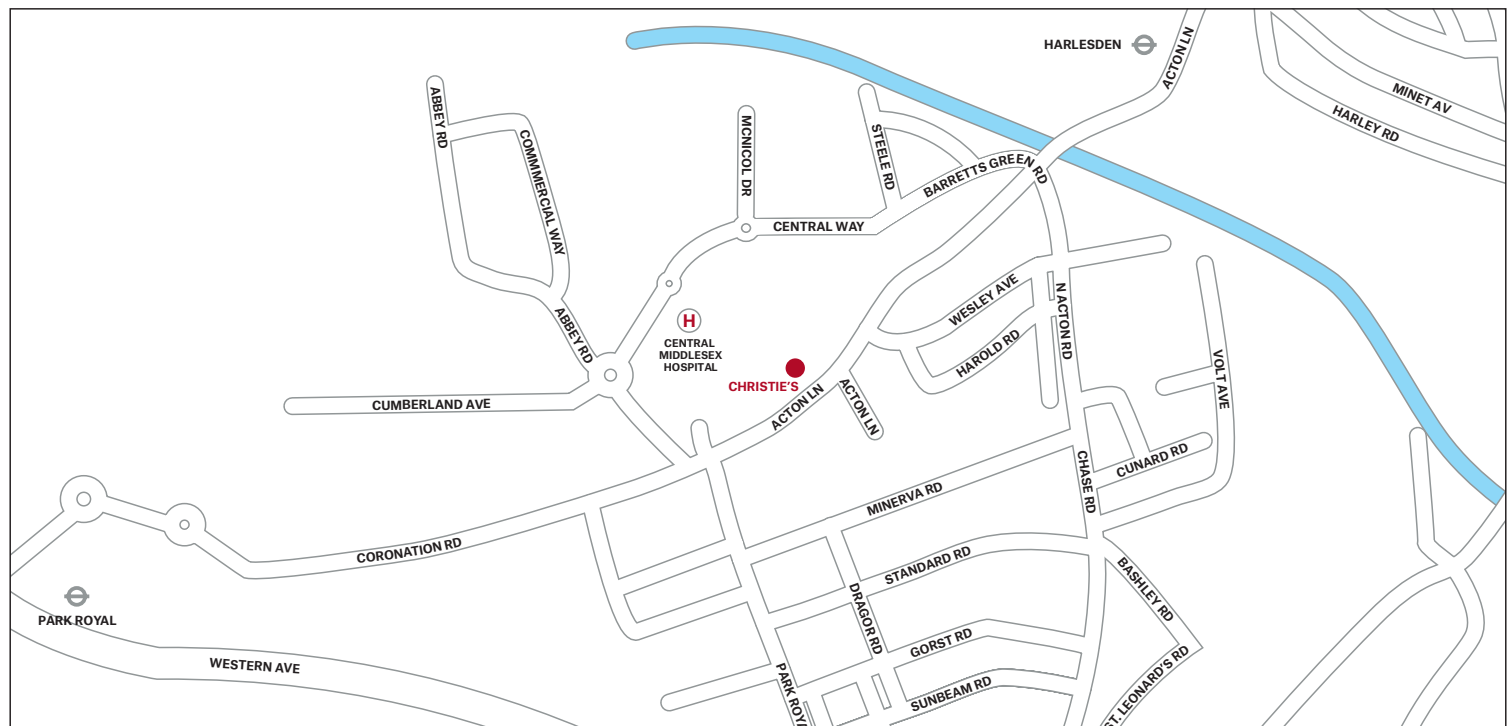 HARLESDEN
ACTON LN
MINET AV
HARLEY RD
ABBEY RD
COMMMERCIAL WAY
MCNICOL DR
STEELE RD
BARRETTS GREEN RD
CENTRAL WAY
WESLEY AVE
N ACTON RD
HAROLD RD
VOLT AVE
ABBEY RD
H
CENTRAL
MIDDLESEX
HOSPITAL
CHRISTIE'S
ACTON LN
ACTON LN
CUMBERLAND AVE
CUNARD RD
CHASE RD
MINERVA RD
CORONATION RD
STANDARD RD
BASHLEY RD
DRAGOR RD
PARK ROYAL
GORST RD
WESTERN AVE
SUNBEAM RD
PARK ROYA
ST. LEONARD'S RD